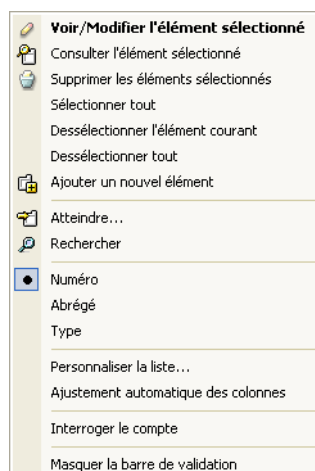 Voir/Modifier l'élément sélectionné
Consulter l'élément sélectionné
Supprimer les éléments sélectionnés
Sélectionner tout
Dessélectionner l'élément courant
Dessélectionner tout
Ajouter un nouvel élément
Atteindre...
Rechercher
Numéro
Abrégé
Type
Personnaliser la liste...
Ajustement automatique des colonnes
Interroger le compte
Masquer la barre de validation